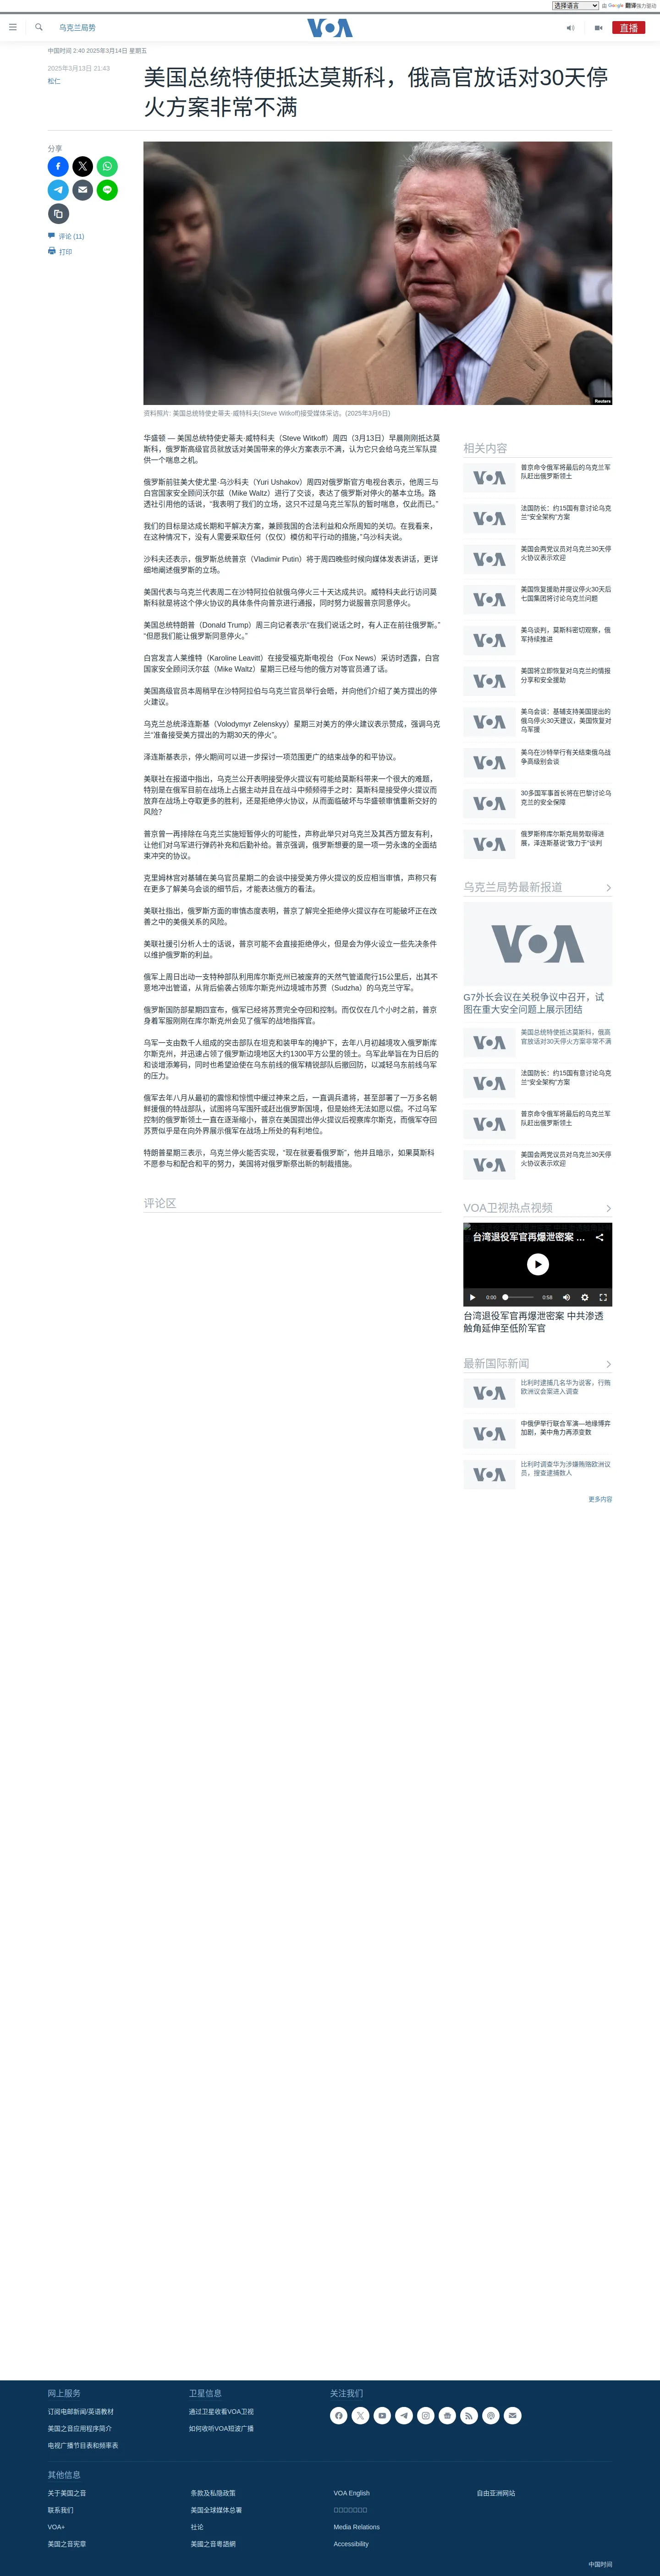 选择语言
由 Google 翻译强力驱动
乌克兰局势
VOA
直播
中国时间 2:40 2025年3月14日 星期五
2025年3月13日 21:43
松仁
美国总统特使抵达莫斯科，俄高官放话对30天停
火方案非常不满
分享
评论 (11)
打印
Reuters
资料照片: 美国总统特使史蒂夫·威特科夫(Steve Witkoff)接受媒体采访。(2025年3月6日)
华盛顿 — 美国总统特使史蒂夫·威特科夫（Steve Witkoff）周四（3月13日）早晨刚刚抵达莫
斯科，俄罗斯高级官员就放话对美国带来的停火方案表示不满，认为它只会给乌克兰军队提
供一个喘息之机。
俄罗斯前驻美大使尤里·乌沙科夫（Yuri Ushakov）周四对俄罗斯官方电视台表示，他周三与
白宫国家安全顾问沃尔兹（Mike Waltz）进行了交谈，表达了俄罗斯对停火的基本立场。路
透社引用他的话说，“我表明了我们的立场，这只不过是乌克兰军队的暂时喘息，仅此而已。”
我们的目标是达成长期和平解决方案，兼顾我国的合法利益和众所周知的关切。在我看来，
在这种情况下，没有人需要采取任何（仅仅）模仿和平行动的措施，”乌沙科夫说。
沙科夫还表示，俄罗斯总统普京（Vladimir Putin）将于周四晚些时候向媒体发表讲话，更详
细地阐述俄罗斯的立场。
美国代表与乌克兰代表周二在沙特阿拉伯就俄乌停火三十天达成共识。威特科夫此行访问莫
斯科就是将这个停火协议的具体条件向普京进行通报，同时努力说服普京同意停火。
美国总统特朗普（Donald Trump）周三向记者表示“在我们说话之时，有人正在前往俄罗斯。”
“但愿我们能让俄罗斯同意停火。”
白宫发言人莱维特（Karoline Leavitt）在接受福克斯电视台（Fox News）采访时透露，白宫
国家安全顾问沃尔兹（Mike Waltz）星期三已经与他的俄方对等官员通了话。
美国高级官员本周稍早在沙特阿拉伯与乌克兰官员举行会晤，并向他们介绍了美方提出的停
火建议。
乌克兰总统泽连斯基（Volodymyr Zelenskyy）星期三对美方的停火建议表示赞成，强调乌克
兰“准备接受美方提出的为期30天的停火”。
泽连斯基表示，停火期间可以进一步探讨一项范围更广的结束战争的和平协议。
美联社在报道中指出，乌克兰公开表明接受停火提议有可能给莫斯科带来一个很大的难题，
特别是在俄军目前在战场上占据主动并且在战斗中频频得手之时：莫斯科是接受停火提议而
放弃在战场上夺取更多的胜利，还是拒绝停火协议，从而面临破坏与华盛顿审慎重新交好的
风险？
普京曾一再排除在乌克兰实施短暂停火的可能性，声称此举只对乌克兰及其西方盟友有利，
让他们对乌军进行弹药补充和后勤补给。普京强调，俄罗斯想要的是一项一劳永逸的全面结
束冲突的协议。
克里姆林宫对基辅在美乌官员星期二的会谈中接受美方停火提议的反应相当审慎，声称只有
在更多了解美乌会谈的细节后，才能表达俄方的看法。
美联社指出，俄罗斯方面的审慎态度表明，普京了解完全拒绝停火提议存在可能破坏正在改
善之中的美俄关系的风险。
美联社援引分析人士的话说，普京可能不会直接拒绝停火，但是会为停火设立一些先决条件
以维护俄罗斯的利益。
俄军上周日出动一支特种部队利用库尔斯克州已被废弃的天然气管道爬行15公里后，出其不
意地冲出管道，从背后偷袭占领库尔斯克州边境城市苏贾（Sudzha）的乌克兰守军。
俄罗斯国防部星期四宣布，俄军已经将苏贾完全夺回和控制。而仅仅在几个小时之前，普京
身着军服刚刚在库尔斯克州会见了俄军的战地指挥官。
乌军一支由数千人组成的突击部队在坦克和装甲车的掩护下，去年八月初越境攻入俄罗斯库
尔斯克州，并迅速占领了俄罗斯边境地区大约1300平方公里的领土。乌军此举旨在为日后的
和谈增添筹码，同时也希望迫使在乌东前线的俄军精锐部队后撤回防，以减轻乌东前线乌军
的压力。
俄军去年八月从最初的震惊和惊慌中缓过神来之后，一直调兵遣将，甚至部署了一万多名朝
鲜援俄的特战部队，试图将乌军围歼或赶出俄罗斯国境，但是始终无法如愿以偿。不过乌军
控制的俄罗斯领土一直在逐渐缩小，普京在美国提出停火提议后视察库尔斯克，而俄军夺回
苏贾似乎是在向外界展示俄军在战场上所处的有利地位。
特朗普星期三表示，乌克兰停火能否实现，“现在就要看俄罗斯”，他并且暗示，如果莫斯科
不愿参与和配合和平的努力，美国将对俄罗斯祭出新的制裁措施。
评论区
相关内容
普京命令俄军将最后的乌克兰军
队赶出俄罗斯领土
法国防长：约15国有意讨论乌克
兰“安全架构”方案
美国会两党议员对乌克兰30天停
火协议表示欢迎
美国恢复援助并提议停火30天后
七国集团将讨论乌克兰问题
美乌谈判，莫斯科密切观察，俄
军持续推进
美国将立即恢复对乌克兰的情报
分享和安全援助
美乌会谈：基辅支持美国提出的
俄乌停火30天建议，美国恢复对
乌军援
美乌在沙特举行有关结束俄乌战
争高级别会谈
30多国军事首长将在巴黎讨论乌
克兰的安全保障
俄罗斯称库尔斯克局势取得进
展，泽连斯基说“致力于”谈判
乌克兰局势最新报道
G7外长会议在关税争议中召开，试
图在重大安全问题上展示团结
美国总统特使抵达莫斯科，俄高
官放话对30天停火方案非常不满
法国防长：约15国有意讨论乌克
兰“安全架构”方案
普京命令俄军将最后的乌克兰军
队赶出俄罗斯领土
美国会两党议员对乌克兰30天停
火协议表示欢迎
VOA卫视热点视频
台湾退役军官再爆泄密案 ...
0:00
0:58
台湾退役军官再爆泄密案 中共渗透
触角延伸至低阶军官
最新国际新闻
比利时逮捕几名华为说客，行贿
欧洲议会案进入调查
中俄伊举行联合军演—地缘博弈
加剧，美中角力再添变数
比利时调查华为涉嫌贿赂欧洲议
员，搜查逮捕数人
更多内容
网上服务
订阅电邮新闻/英语教材
美国之音应用程序简介
电视广播节目表和频率表
卫星信息
通过卫星收看VOA卫视
如何收听VOA短波广播
关注我们
其他信息
关于美国之音
联系我们
VOA+
美国之音宪章
条款及私隐政策
美国全球媒体总署
社论
美國之音粵語網
VOA English
Media Relations
Accessibility
自由亚洲网站
中国时间